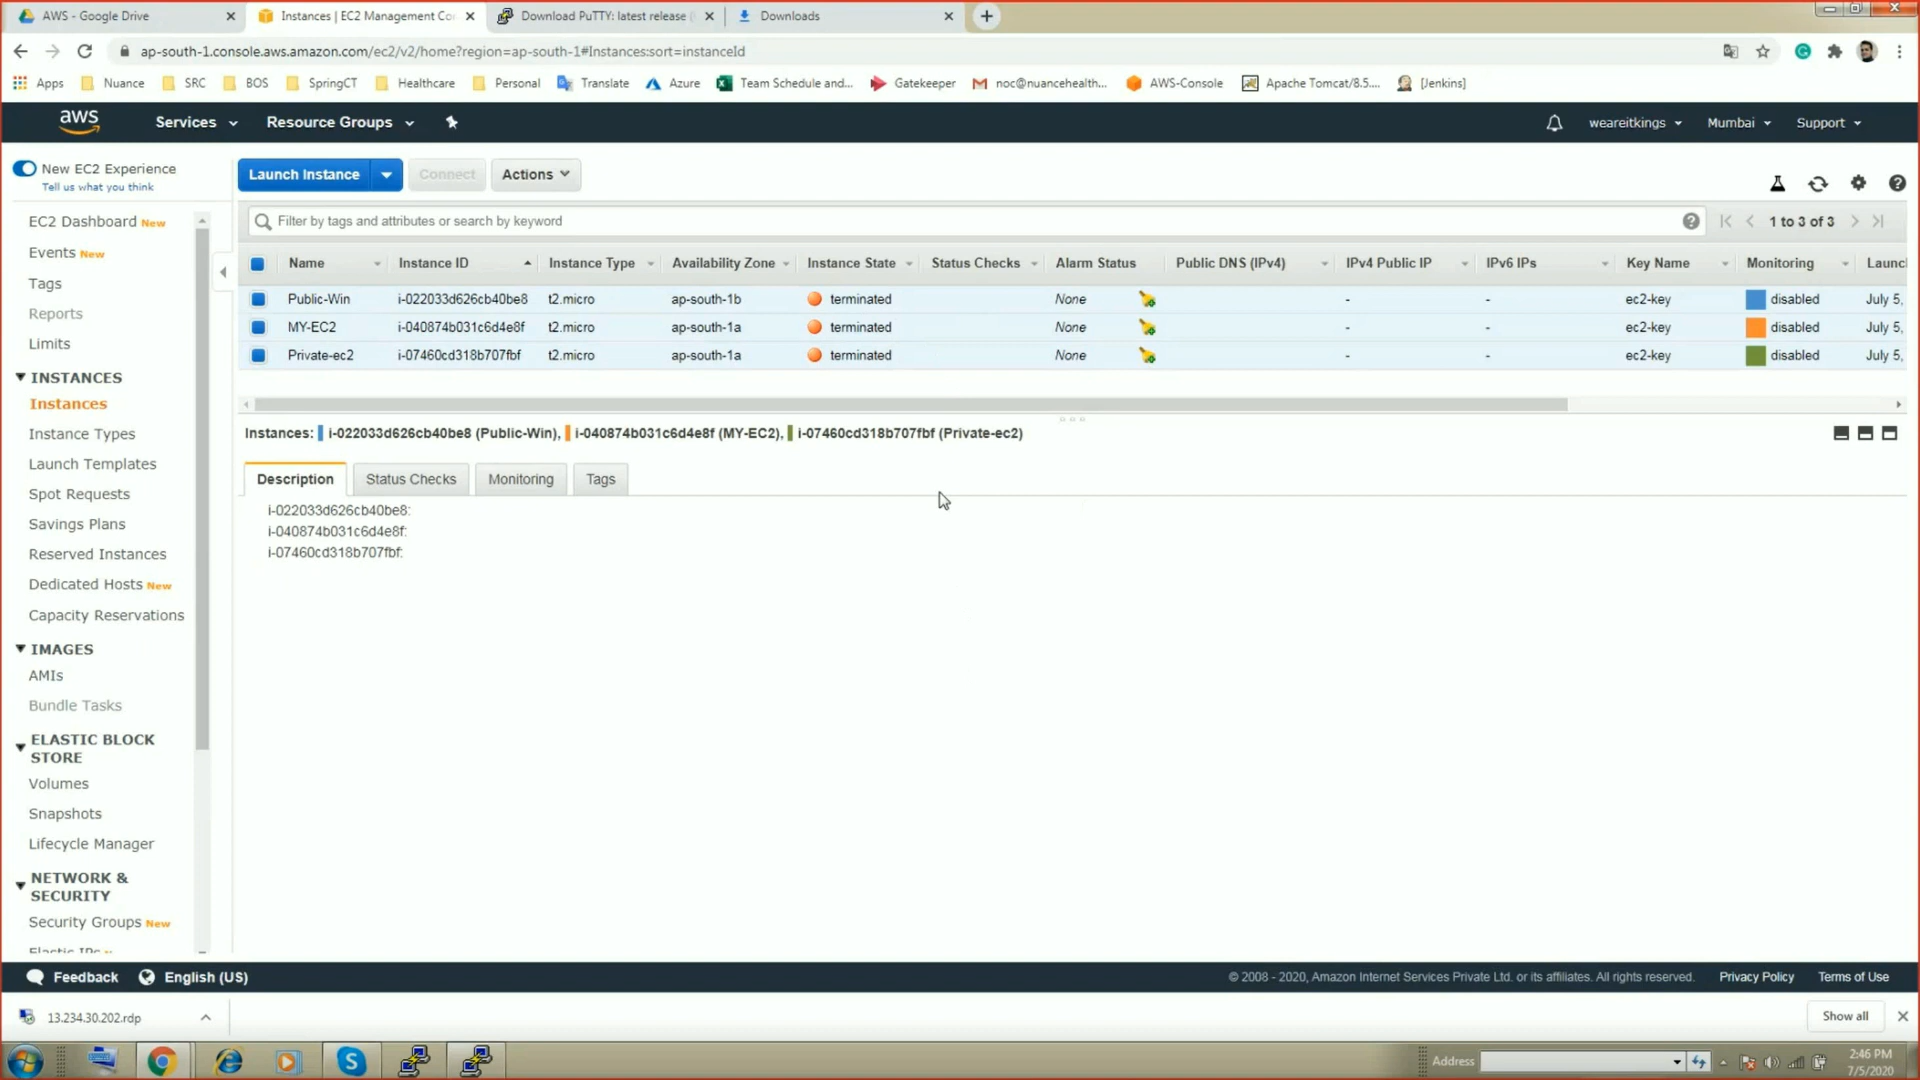 AWS - Google Drive
Instances | EC2 Management Co
Download PuTTY: latest release (
Downloads
ap-south-1.console.aws.amazon.com/ec2/v2/home?region=ap-south-1#Instances:sort=instanceId
Apps
Nuance
SRC
BOS
SpringCT
Healthcare
Personal
Translate
Azure
Team Schedule and...
Gatekeeper
noc@nuancehealth...
AWS-Console
Apache Tomcat/8.5....
[Jenkins]
aws
Services
Resource Groups
weareitkings
Mumbai
Support
New EC2 Experience
Tell us what you think
Launch Instance
Connect
Actions
EC2 Dashboard New
Events New
Tags
Reports
Limits
INSTANCES
Instances
Instance Types
Launch Templates
Spot Requests
Savings Plans
Reserved Instances
Dedicated Hosts New
Capacity Reservations
IMAGES
AMIs
Bundle Tasks
ELASTIC BLOCK
STORE
Volumes
Snapshots
Lifecycle Manager
NETWORK &
SECURITY
Security Groups New
Filter by tags and attributes or search by keyword
1 to 3 of 3
Name Instance ID Instance Type Availability Zone Instance State Status Checks Alarm Status Public DNS (IPv4) IPv4 Public IP IPv6 IPs Key Name Monitoring Launc
Public-Win i-022033d626cb40be8 t2.micro ap-south-1b terminated None - - ec2-key disabled July 5,
MY-EC2 i-040874b031c6d4e8f t2.micro ap-south-1a terminated None - - ec2-key disabled July 5,
Private-ec2 i-07460cd318b707fbf t2.micro ap-south-1a terminated None - - ec2-key disabled July 5,
Instances: i-022033d626cb40be8 (Public-Win), i-040874b031c6d4e8f (MY-EC2), i-07460cd318b707fbf (Private-ec2)
Description
Status Checks
Monitoring
Tags
i-022033d626cb40be8:
i-040874b031c6d4e8f:
i-07460cd318b707fbf:
Feedback
English (US)
© 2008 - 2020, Amazon Internet Services Private Ltd. or its affiliates. All rights reserved.
Privacy Policy
Terms of Use
13.234.30.202.rdp
Show all
Address
2:46 PM
7/5/2020